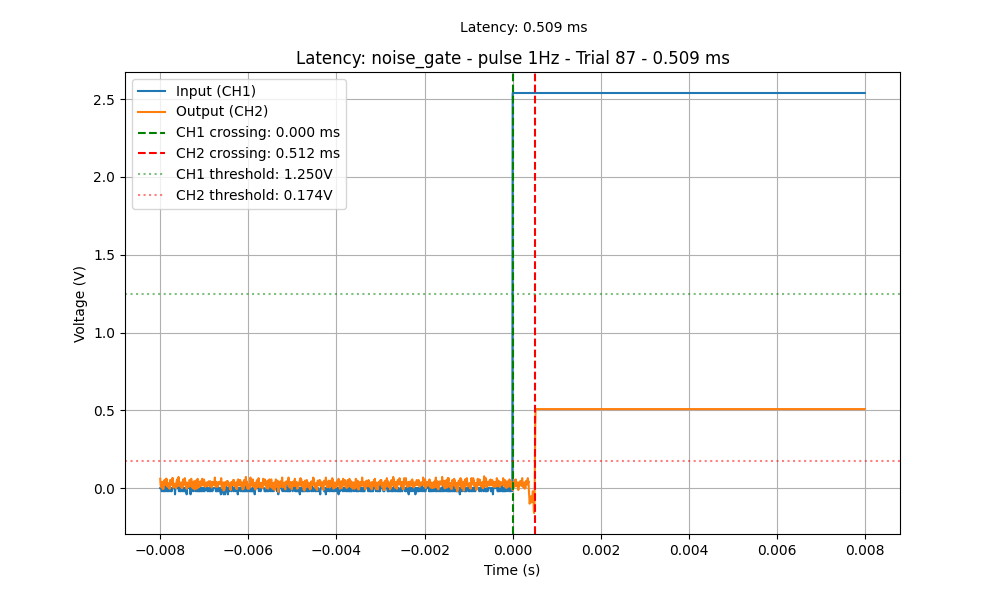 Latency: 0.509 ms
Latency: noise_gate - pulse 1Hz - Trial 87 - 0.509 ms
Input (CH1)
Output (CH2)
CH1 crossing: 0.000 ms
CH2 crossing: 0.512 ms
CH1 threshold: 1.250V
CH2 threshold: 0.174V
Voltage (V)
2.5
2.0
1.5
1.0
0.5
0.0
−0.008 −0.006 −0.004 −0.002 0.000 0.002 0.004 0.006 0.008
Time (s)